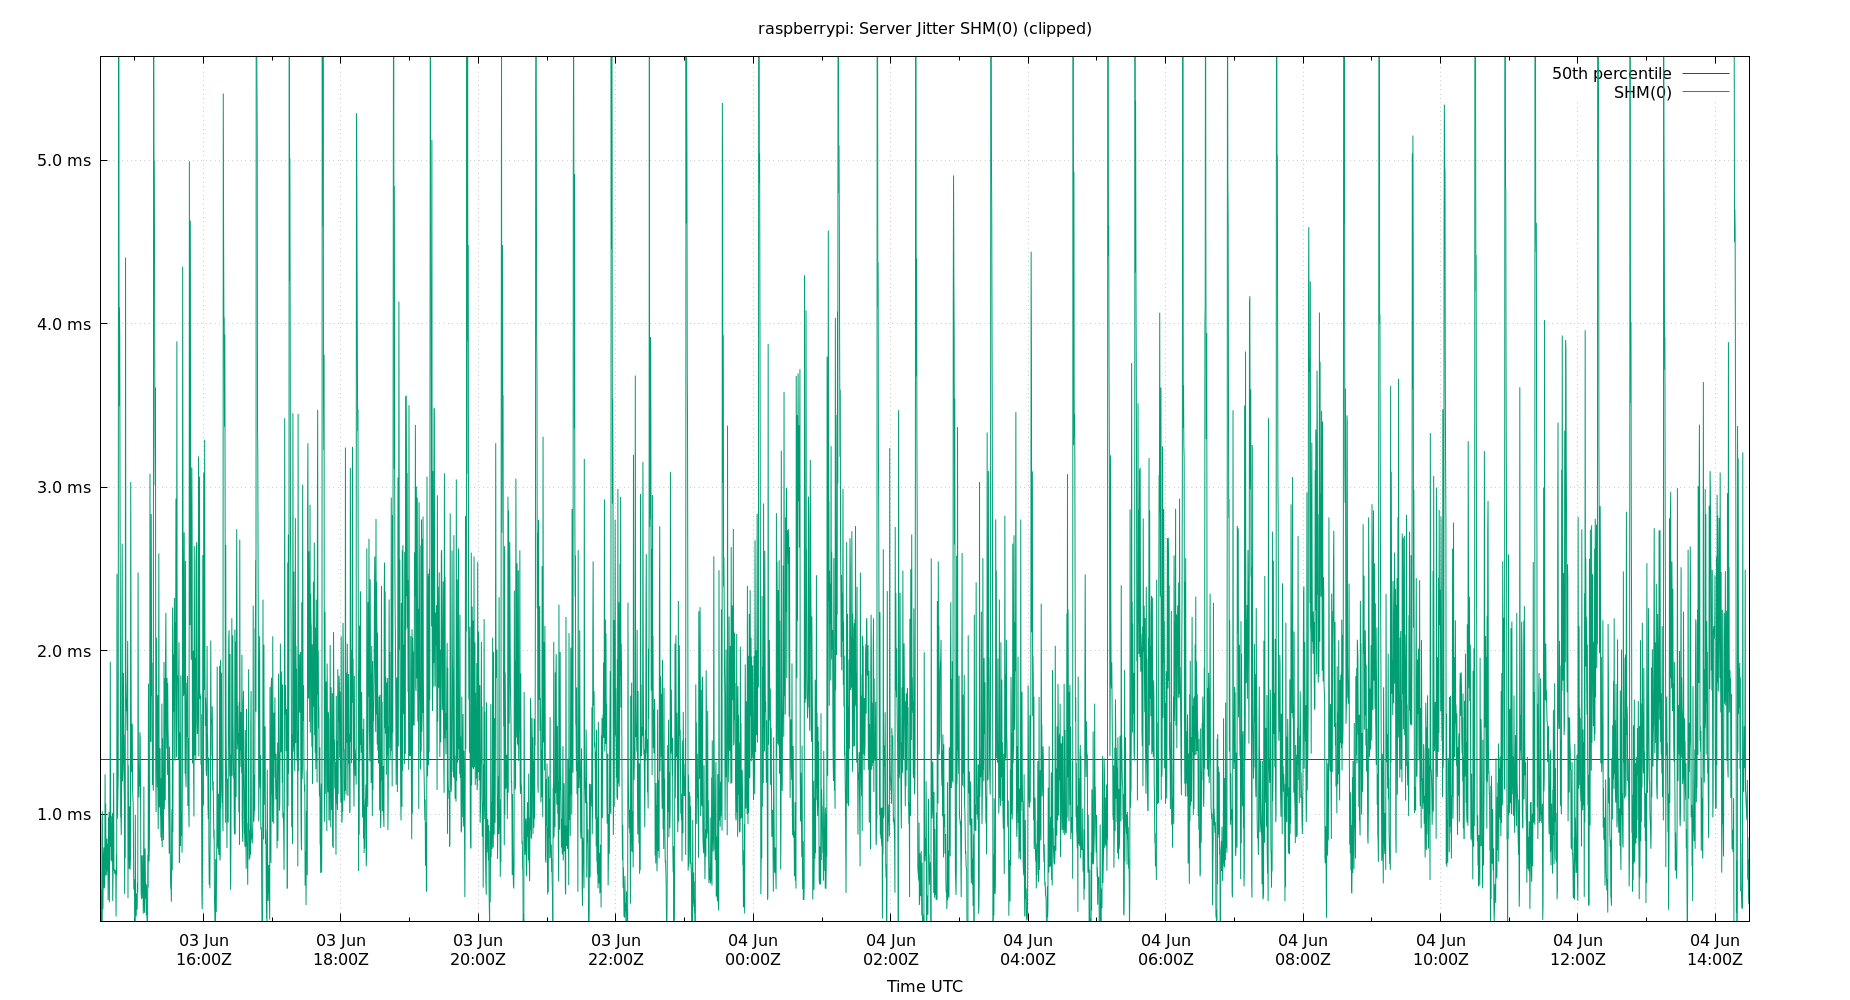 raspberrypi: Server Jitter SHM(0) (clipped)
50th percentile
SHM(0)
5.0 ms
4.0 ms
3.0 ms
2.0 ms
1.0 ms
03 Jun 03 Jun 03 Jun 03 Jun 04 Jun 04 Jun 04 Jun 04 Jun 04 Jun 04 Jun 04 Jun 04 Jun
16:00Z 18:00Z 20:00Z 22:00Z 00:00Z 02:00Z 04:00Z 06:00Z 08:00Z 10:00Z 12:00Z 14:00Z
Time UTC